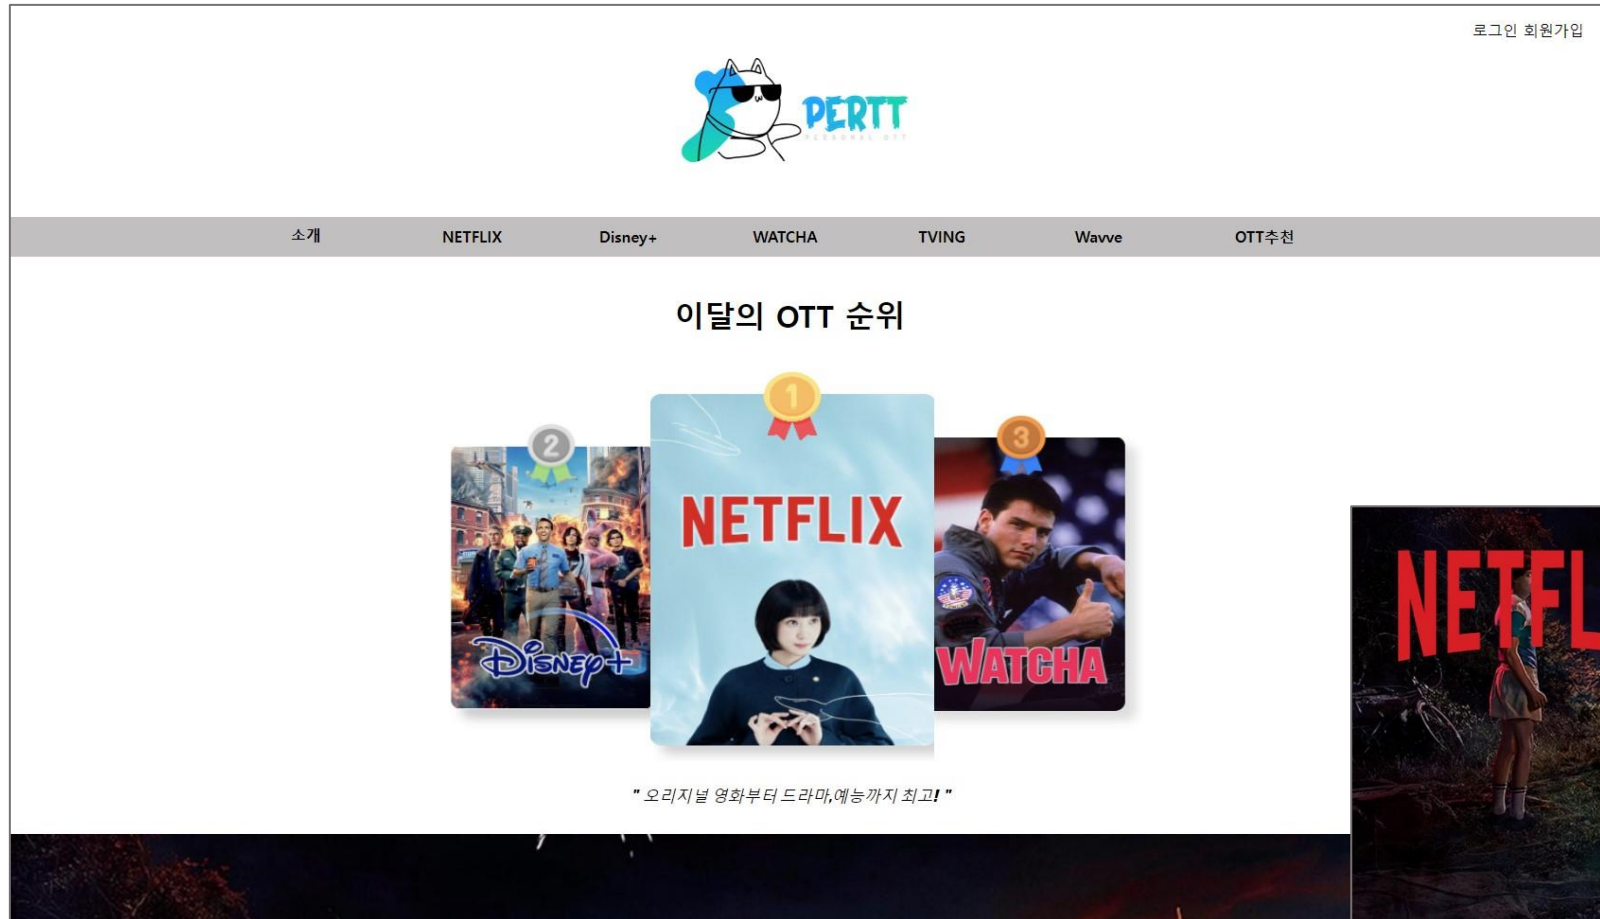 로그인 회원가입
PERTT
PERSONAL OTT
소개 NETFLIX Disney+ WATCHA TVING Wavve OTT추천
이달의 OTT 순위
1
2
3
NETFLIX
DISNEY+
WATCHA
NETFL
" 오리지널 영화부터 드라마,예능까지 최고! "